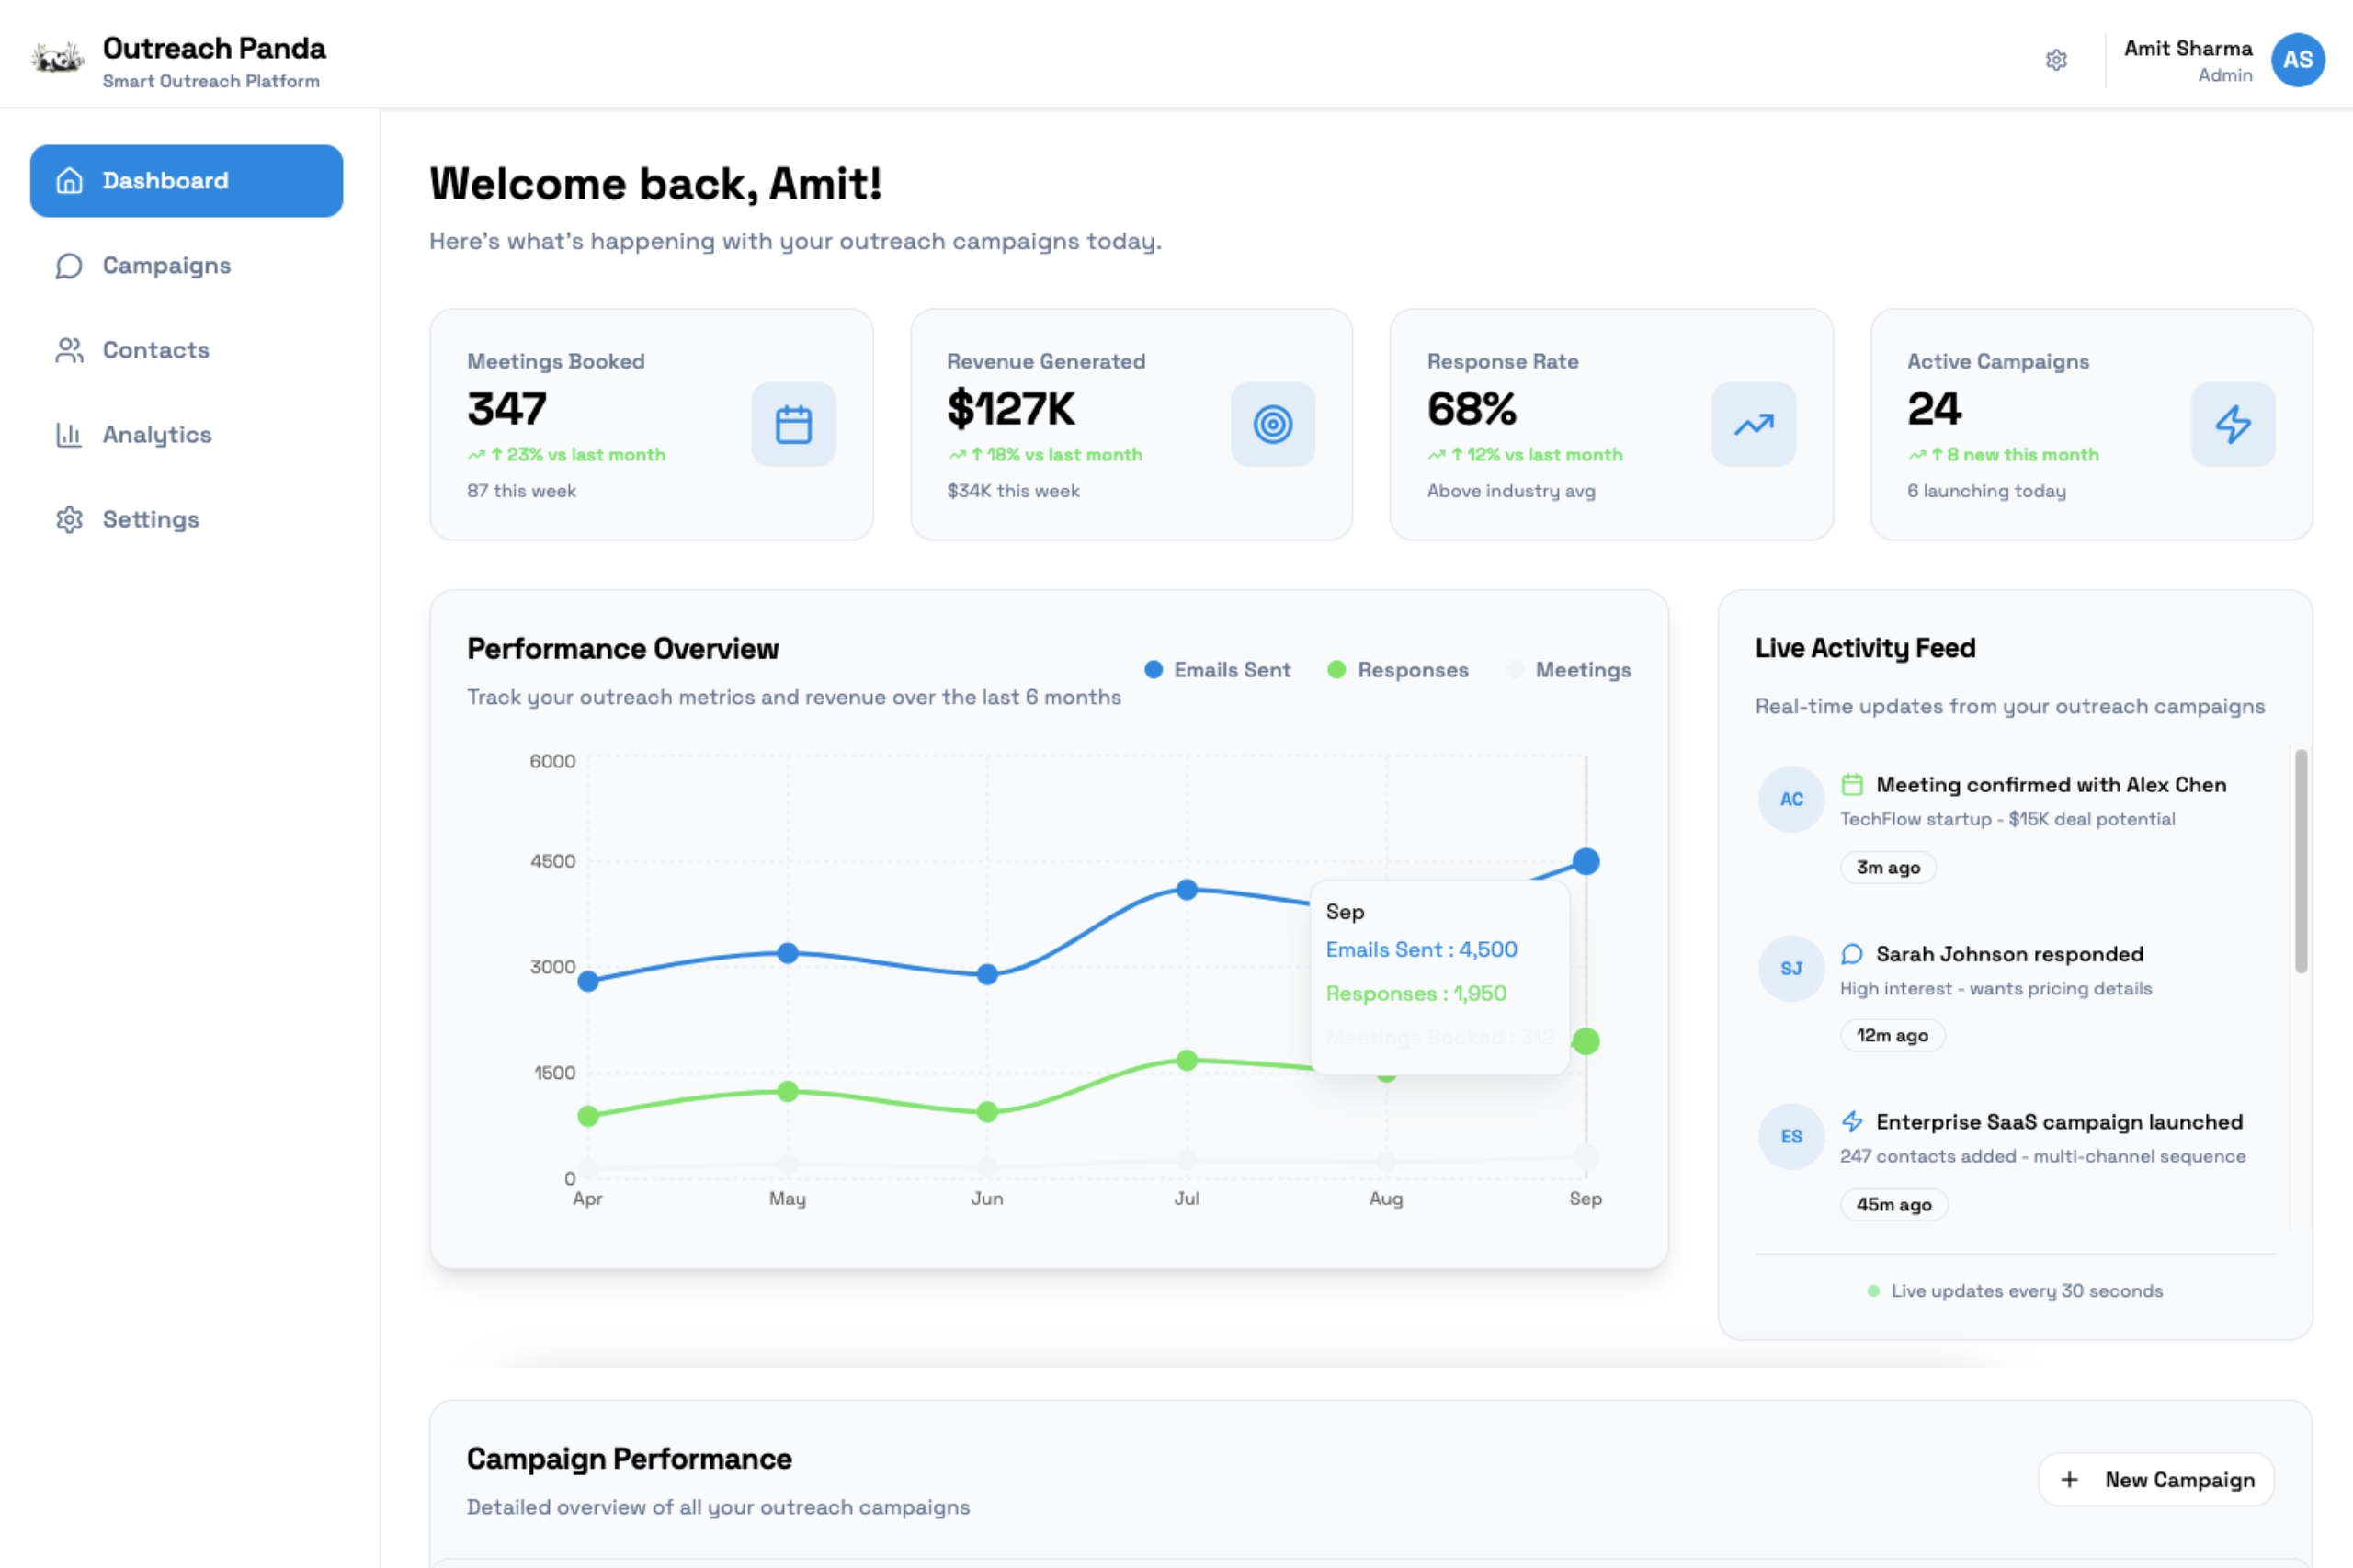 Outreach Panda
Smart Outreach Platform
Amit Sharma
Admin
AS
Dashboard
Campaigns
Contacts
Analytics
Settings
Welcome back, Amit!
Here's what's happening with your outreach campaigns today.
Meetings Booked
347
↑ 23% vs last month
87 this week
Revenue Generated
$127K
↑ 18% vs last month
$34K this week
Response Rate
68%
↑ 12% vs last month
Above industry avg
Active Campaigns
24
↑ 8 new this month
6 launching today
Performance Overview
Track your outreach metrics and revenue over the last 6 months
Emails Sent
Responses
Meetings
6000
4500
3000
1500
0
Apr
May
Jun
Jul
Aug
Sep
Sep
Emails Sent : 4,500
Responses : 1,950
Meetings Booked : 312
Live Activity Feed
Real-time updates from your outreach campaigns
AC
Meeting confirmed with Alex Chen
TechFlow startup - $15K deal potential
3m ago
SJ
Sarah Johnson responded
High interest - wants pricing details
12m ago
ES
Enterprise SaaS campaign launched
247 contacts added - multi-channel sequence
45m ago
Live updates every 30 seconds
Campaign Performance
Detailed overview of all your outreach campaigns
+ New Campaign